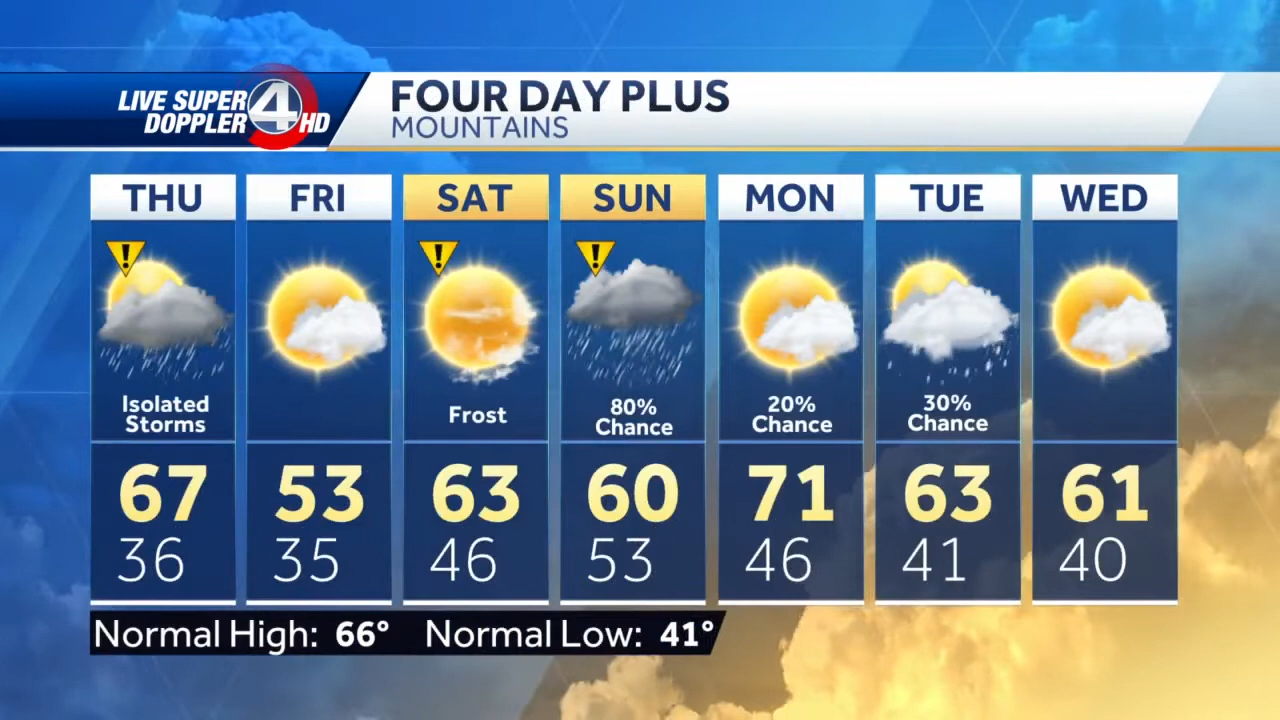 LIVE SUPER
DOPPLER 4 HD
FOUR DAY PLUS
MOUNTAINS
THU FRI SAT SUN MON TUE WED
! ! !
Isolated
Storms
Frost
80%
Chance
20%
Chance
30%
Chance
67 53 63 60 71 63 61
36 35 46 53 46 41 40
Normal High: 66° Normal Low: 41°